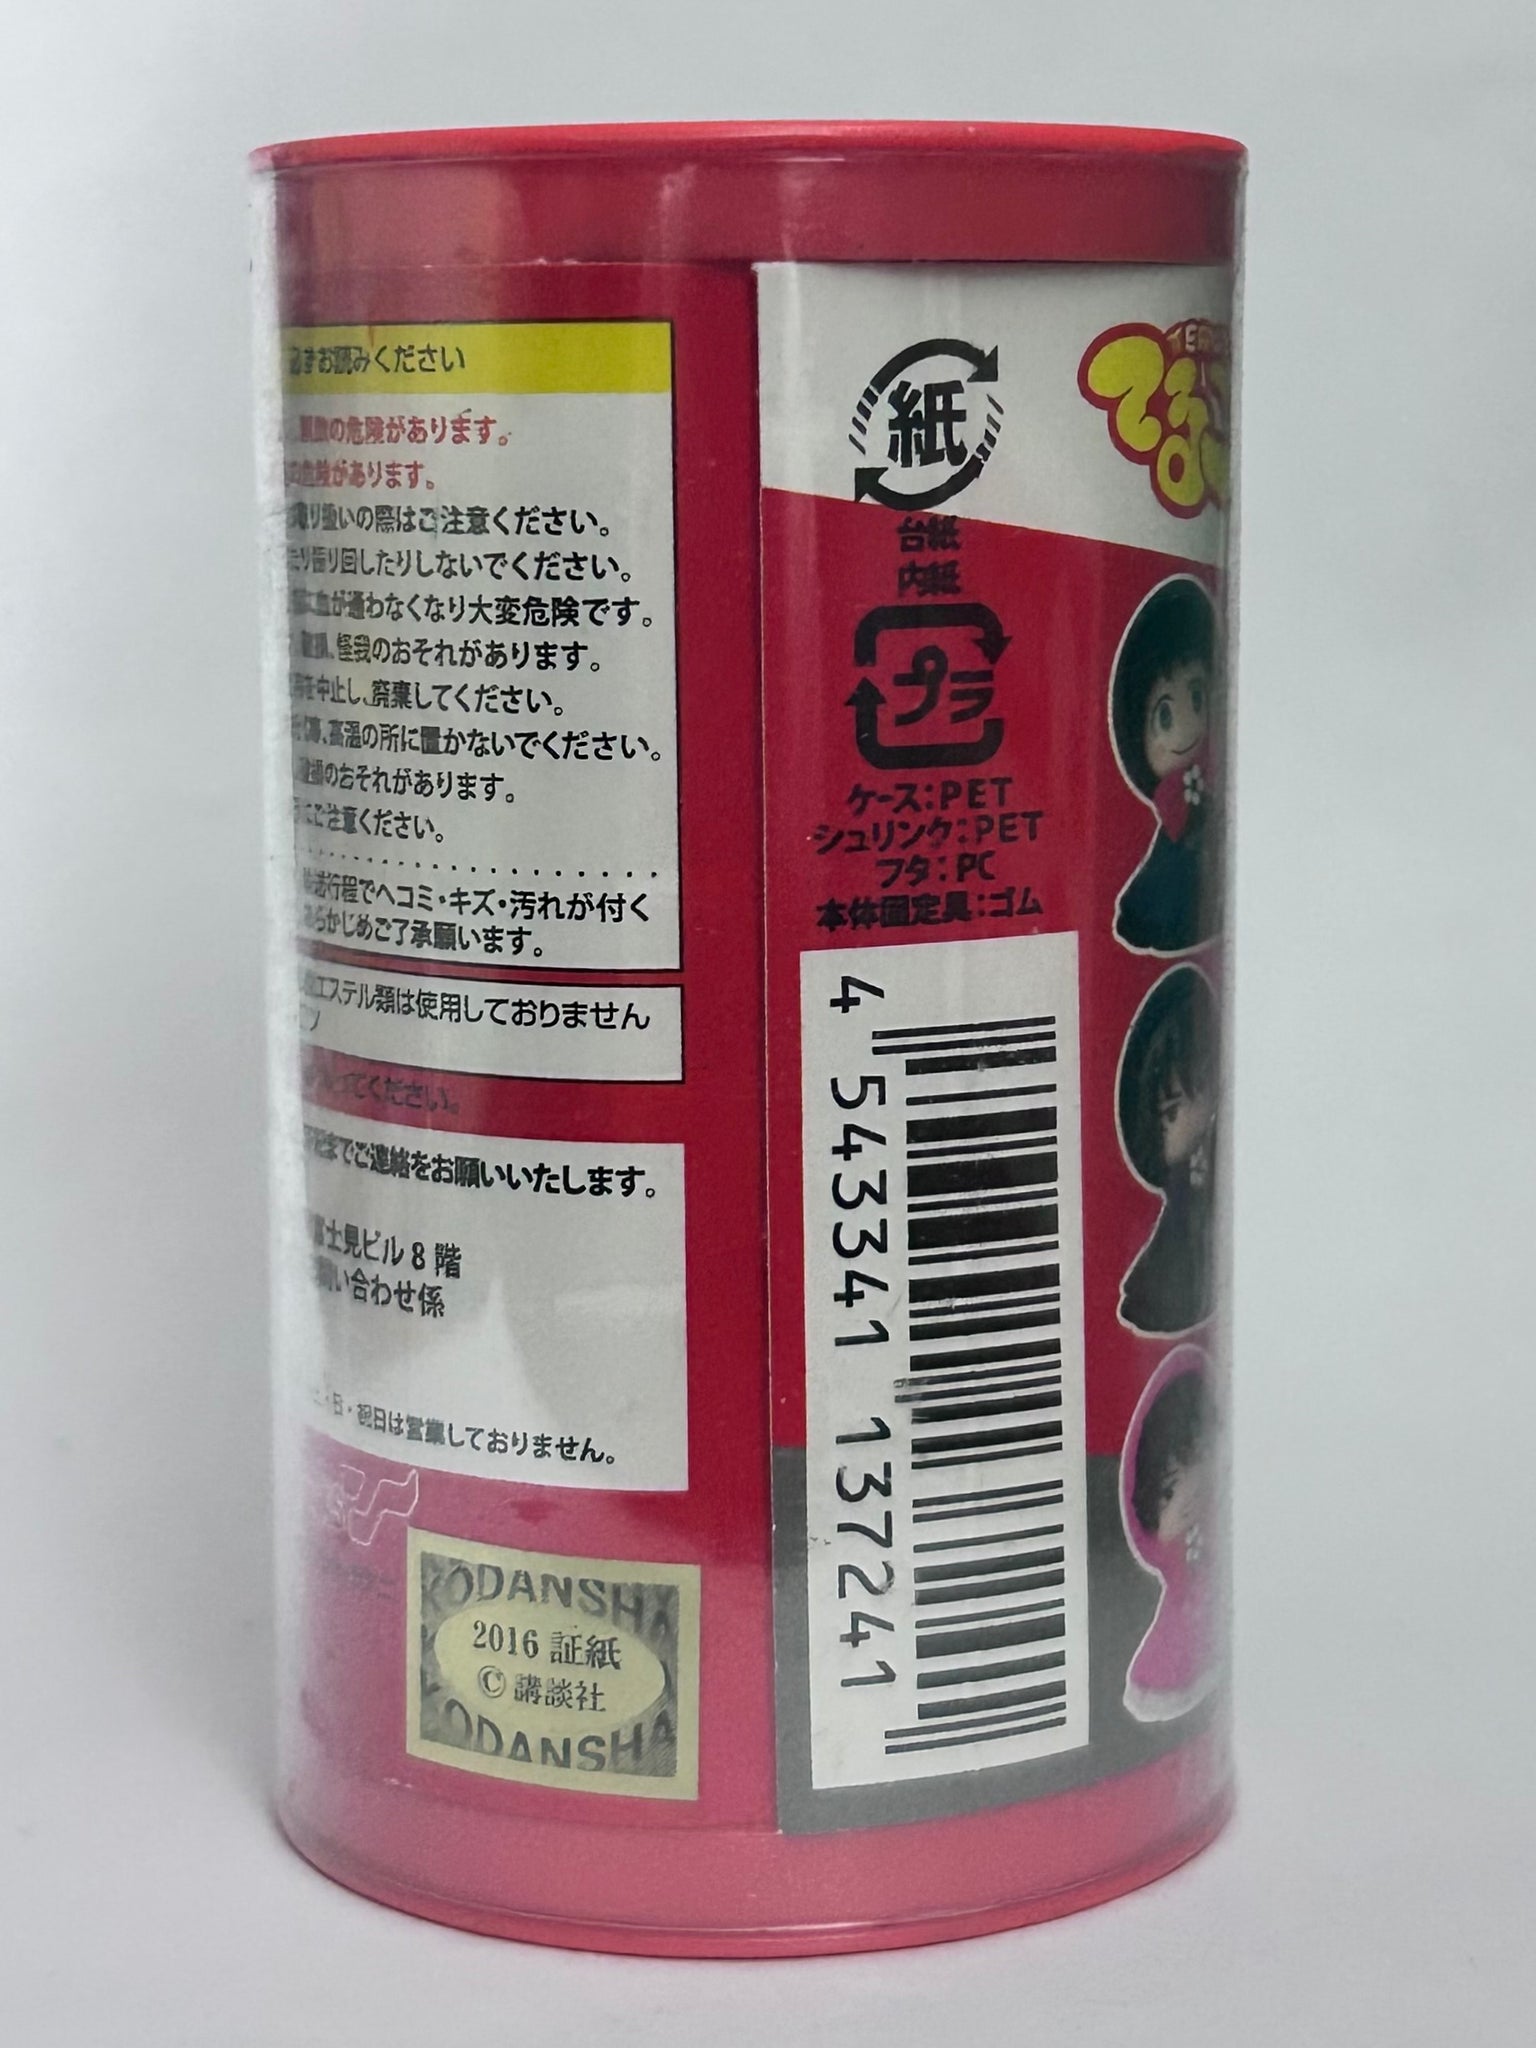 お読みください
の危険があります。
の危険があります。
取り扱いの際はご注意ください。
たり振り回したりしないでください。
血が通わなくなり大変危険です。
破損、怪我のおそれがあります。
を中止し、廃棄してください。
高温の所に置かないでください。
破損のおそれがあります。
にご注意ください。
行程でヘコミ・キズ・汚れが付く
あらかじめご了承願います。
エステル類は使用しておりません
てください。
までご連絡をお願いいたします。
富士見ビル8階
問い合わせ係
日・祝日は営業しておりません。
KODANSHA
2016 証紙
© 講談社
KODANSHA
紙
台紙
内紙
プラ
ケース:PET
シュリンク:PET
フタ:PC
本体固定具:ゴム
4 543341 137241
てる